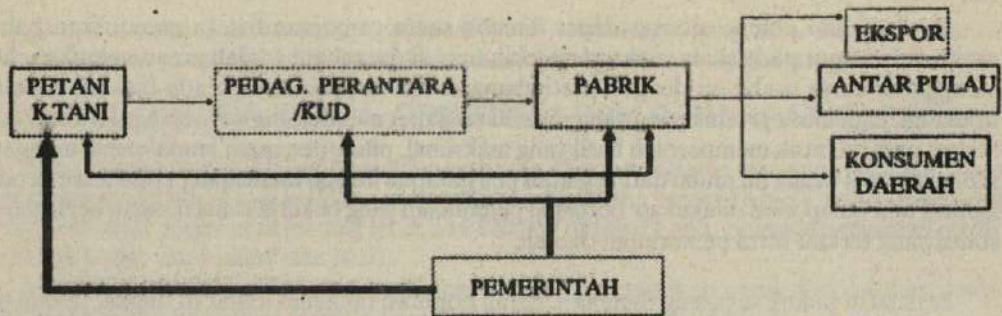 EKSPOR
PETANI
K.TANI
PEDAG. PERANTARA
/KUD
PABRIK
ANTAR PULAU
KONSUMEN
DAERAH
PEMERINTAH